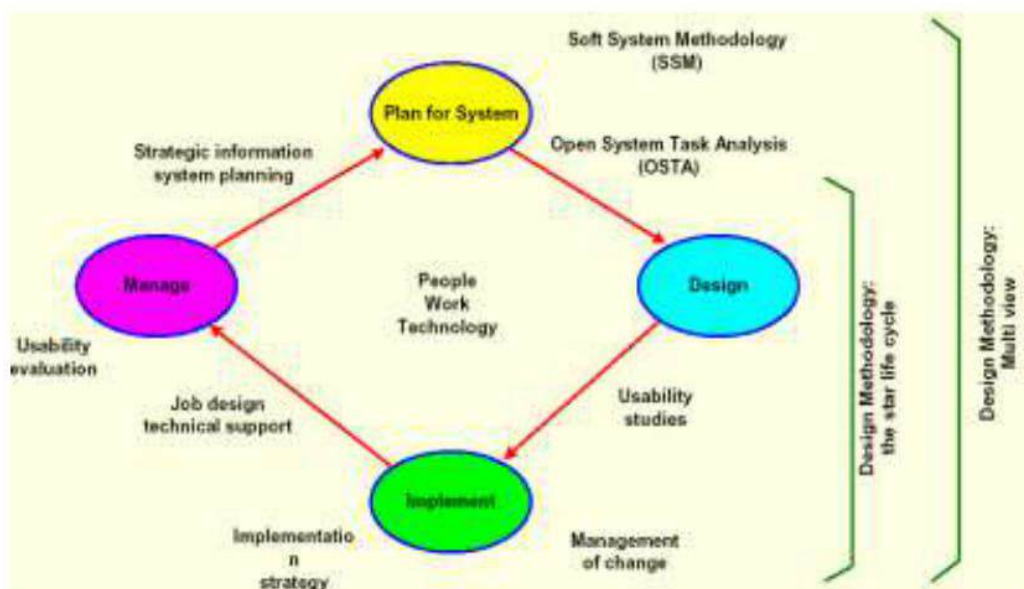 Soft System Methodology
(SSM)
Plan for System
Open System Task Analysis
(OSTA)
Strategic information
system planning
Manage
People
Work
Technology
Design
Usability
evaluation
Job design
technical support
Usability
studies
Implement
Implementatio
n
strategy
Management
of change
Design Methodology:
the star life cycle
Design Methodology:
Multi view